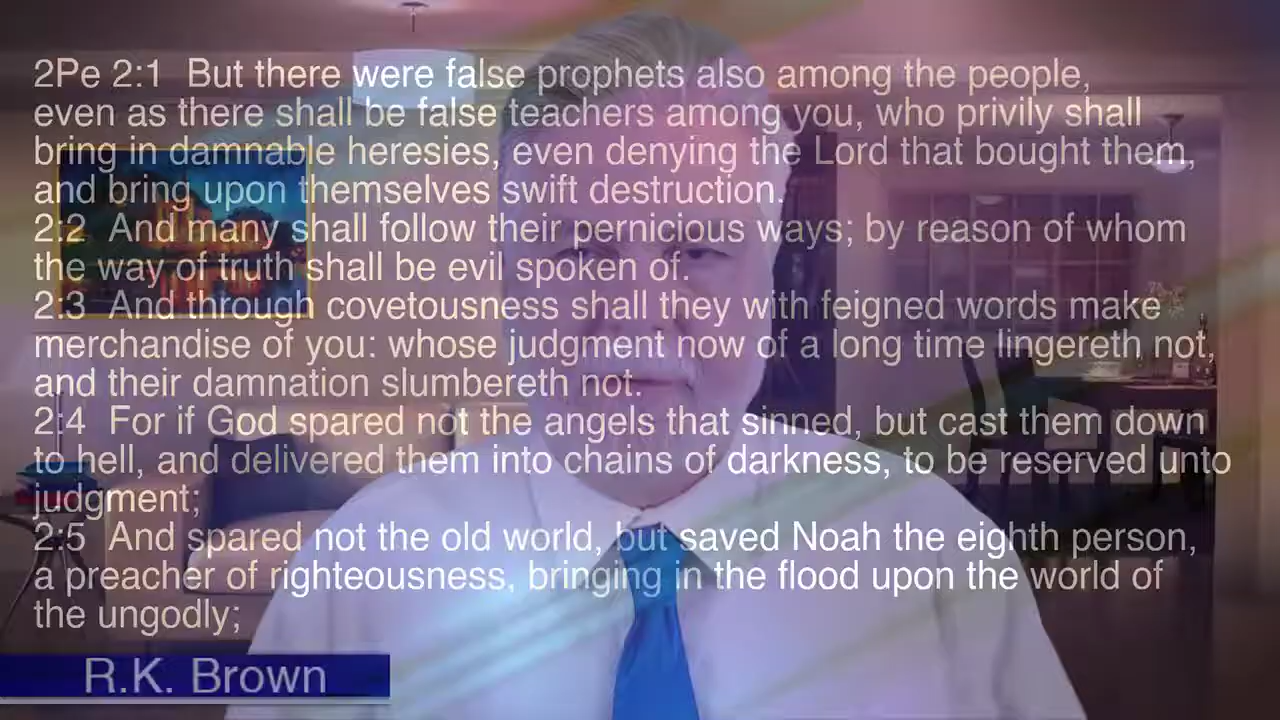 2Pe 2:1 But there were false prophets also among the people,
even as there shall be false teachers among you, who privily shall
bring in damnable heresies, even denying the Lord that bought them,
and bring upon themselves swift destruction.
2:2 And many shall follow their pernicious ways; by reason of whom
the way of truth shall be evil spoken of.
2:3 And through covetousness shall they with feigned words make
merchandise of you: whose judgment now of a long time lingereth not,
and their damnation slumbereth not.
2:4 For if God spared not the angels that sinned, but cast them down
to hell, and delivered them into chains of darkness, to be reserved unto
judgment;
2:5 And spared not the old world, but saved Noah the eighth person,
a preacher of righteousness, bringing in the flood upon the world of
the ungodly;
R.K. Brown